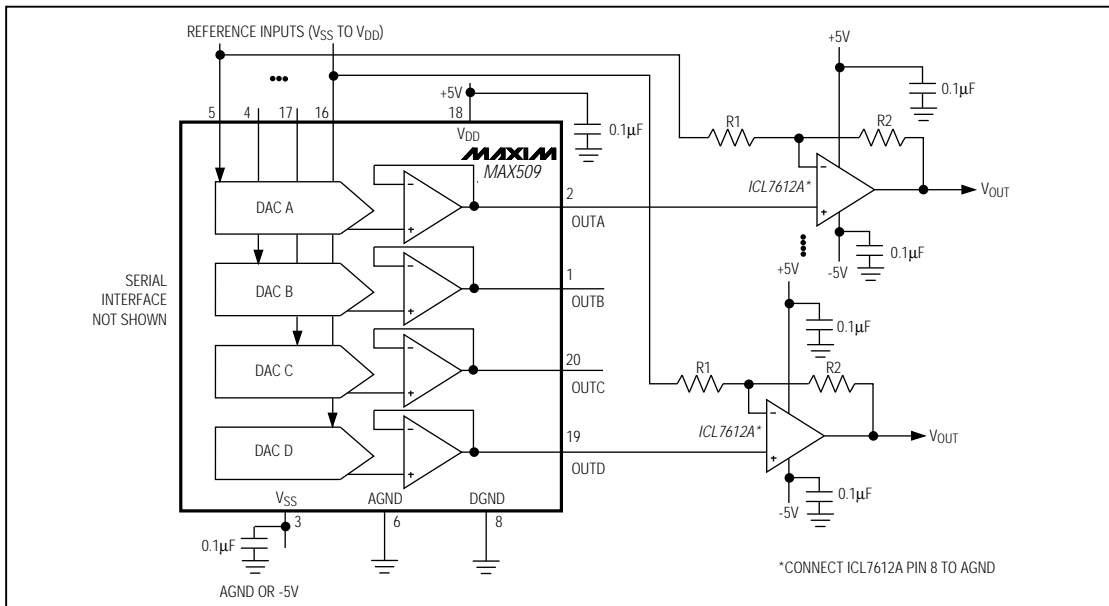 REFERENCE INPUTS (VSS TO VDD)
•••
+5V
0.1µF
5
4
17
16
+5V
18
0.1µF
VDD
R1
R2
MAXIM
MAX509
ICL7612A*
VOUT
DAC A
2
OUTA
0.1µF
-5V
+5V
DAC B
1
OUTB
SERIAL
INTERFACE
NOT SHOWN
0.1µF
DAC C
20
OUTC
R1
R2
ICL7612A*
VOUT
DAC D
19
OUTD
0.1µF
-5V
VSS
AGND
DGND
3
6
8
0.1µF
AGND OR -5V
*CONNECT ICL7612A PIN 8 TO AGND